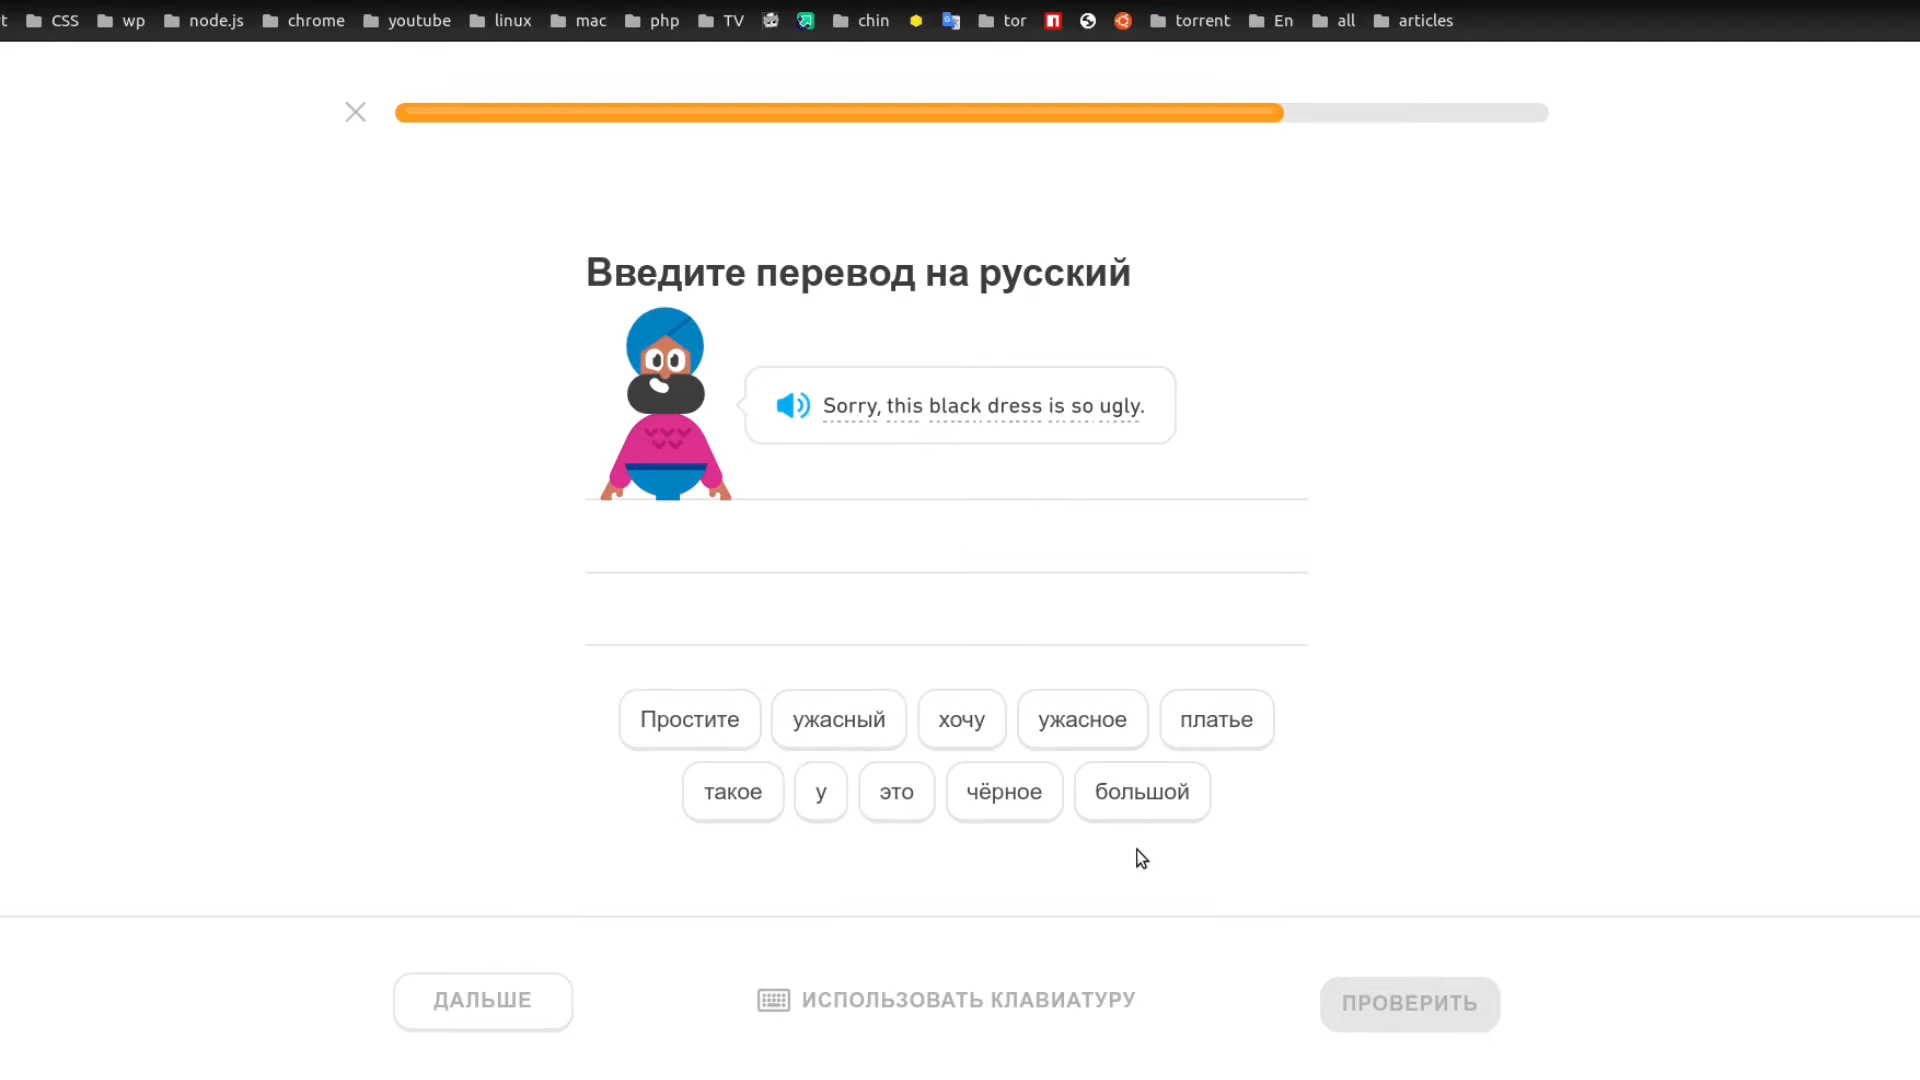 t CSS wp node.js chrome youtube linux mac php TV chin tor torrent En all articles
Введите перевод на русский
Sorry, this black dress is so ugly.
Простите ужасный хочу ужасное платье
такое у это чёрное большой
ДАЛЬШЕ ИСПОЛЬЗОВАТЬ КЛАВИАТУРУ ПРОВЕРИТЬ